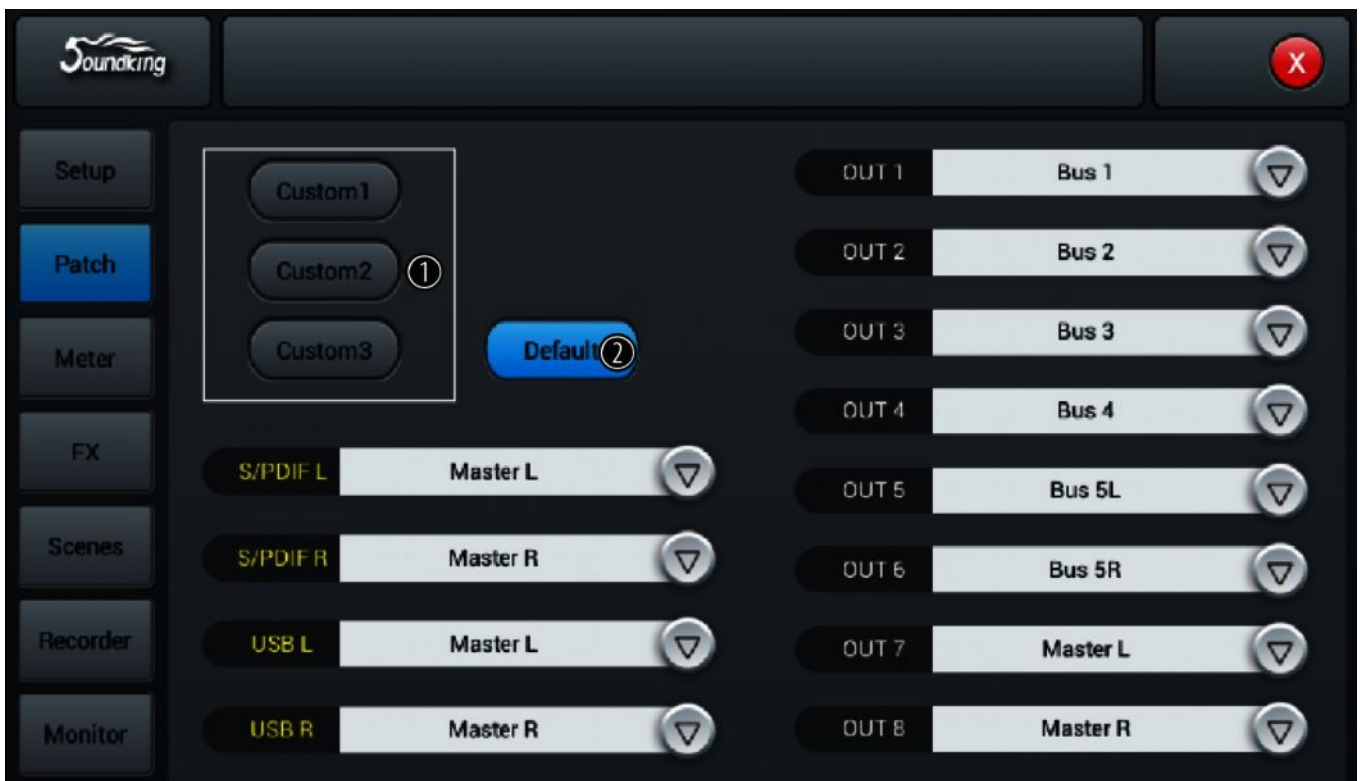 Soundking
X
Setup
Patch
Meter
FX
Scenes
Recorder
Monitor
Custom1
Custom2 ①
Custom3
Default ②
S/PDIF L Master L
S/PDIF R Master R
USB L Master L
USB R Master R
OUT 1 Bus 1
OUT 2 Bus 2
OUT 3 Bus 3
OUT 4 Bus 4
OUT 5 Bus 5L
OUT 6 Bus 5R
OUT 7 Master L
OUT 8 Master R